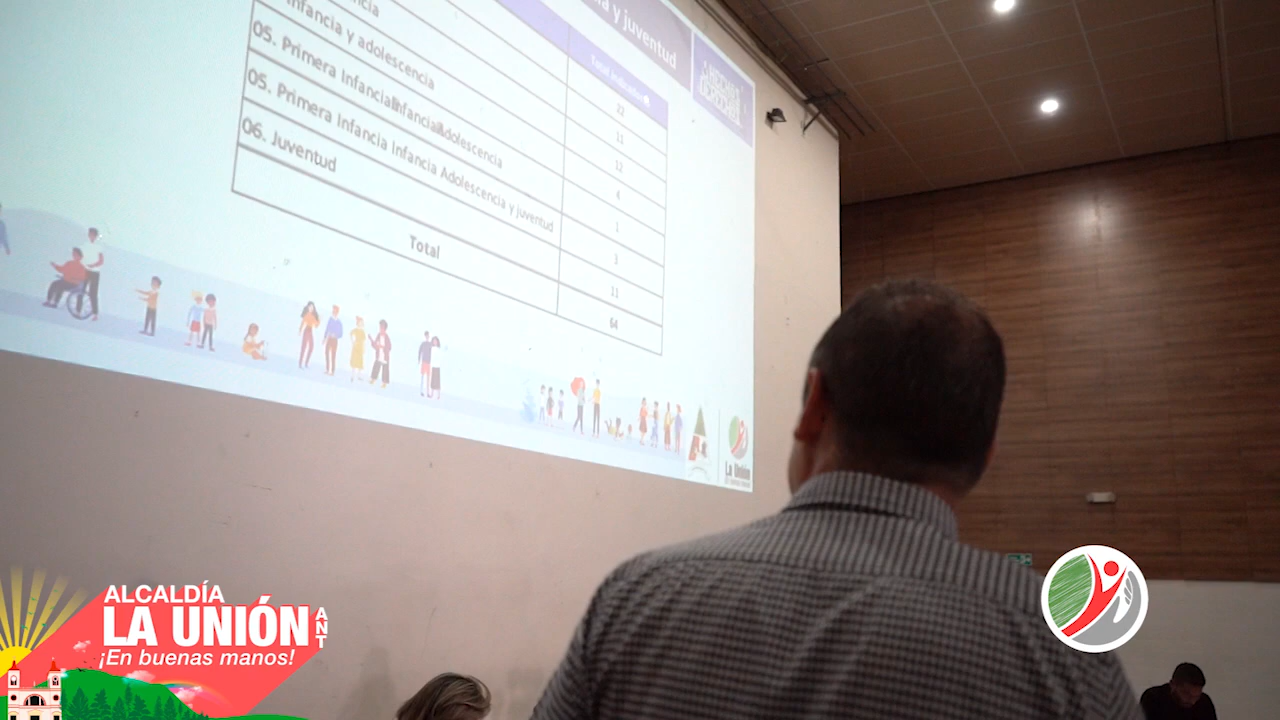 a y juventud
Total Indicadores
ncia
22
Infancia y adolescencia
11
05. Primera Infancia
12
Adolescencia
4
05. Primera Infancia Infancia Adolescencia y juventud
1
06. Juventud
3
11
Total
64
La Unión
ALCALDÍA
LA UNIÓN
ANT
¡En buenas manos!